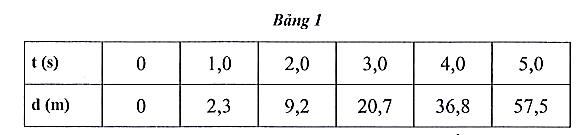 Bảng 1
t (s) 0 1,0 2,0 3,0 4,0 5,0
d (m) 0 2,3 9,2 20,7 36,8 57,5